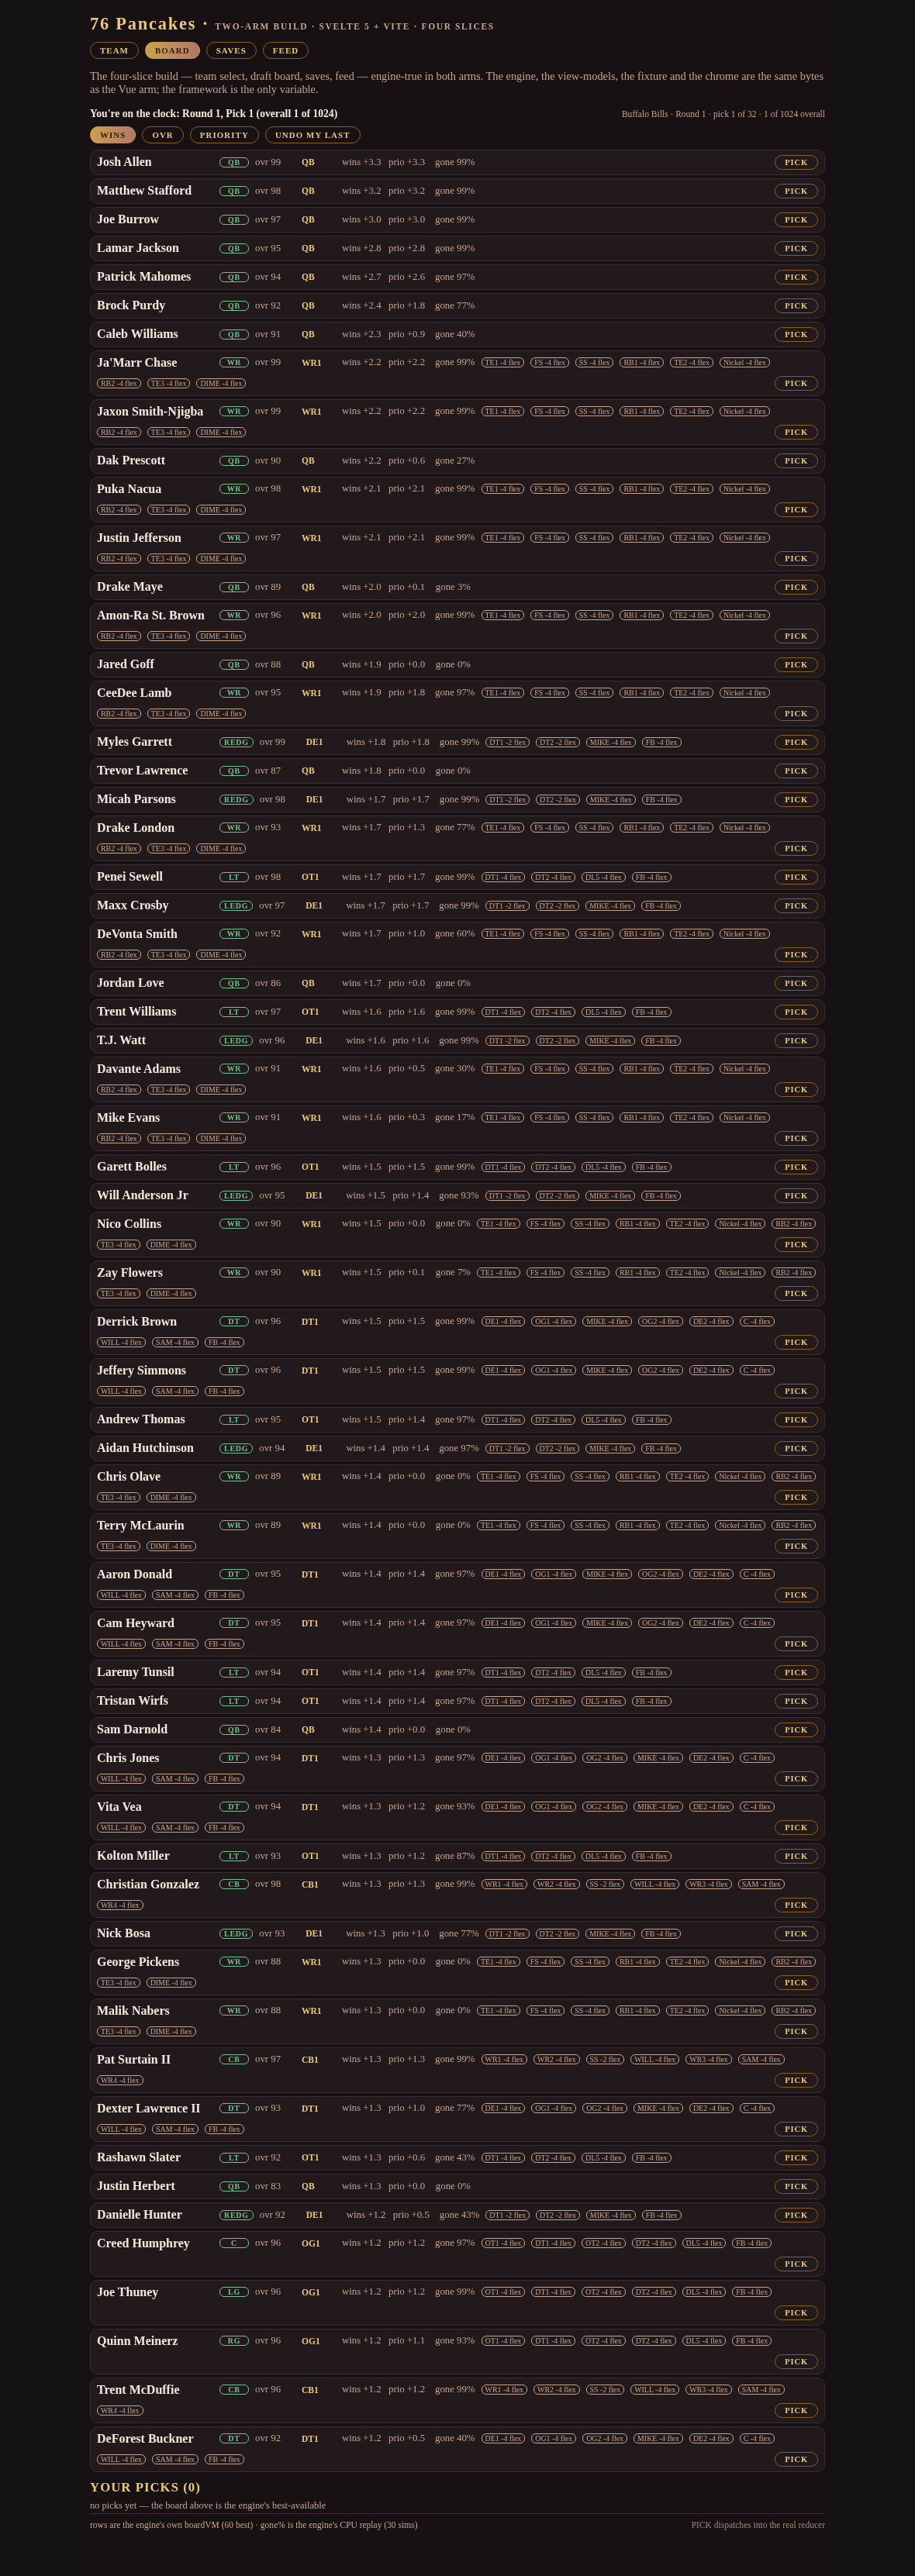 76 Pancakes · TWO-ARM BUILD · SVELTE 5 + VITE · FOUR SLICES
TEAM BOARD SAVES FEED
The four-slice build — team select, draft board, saves, feed — engine-true in both arms. The engine, the view-models, the fixture and the chrome are the same bytes
as the Vue arm; the framework is the only variable.
You're on the clock: Round 1, Pick 1 (overall 1 of 1024) Buffalo Bills · Round 1 · pick 1 of 32 · 1 of 1024 overall
WINS OVR PRIORITY UNDO MY LAST
Josh Allen QB ovr 99 QB wins +3.3 prio +3.3 gone 99% PICK
Matthew Stafford QB ovr 98 QB wins +3.2 prio +3.2 gone 99% PICK
Joe Burrow QB ovr 97 QB wins +3.0 prio +3.0 gone 99% PICK
Lamar Jackson QB ovr 95 QB wins +2.8 prio +2.8 gone 99% PICK
Patrick Mahomes QB ovr 94 QB wins +2.7 prio +2.6 gone 97% PICK
Brock Purdy QB ovr 92 QB wins +2.4 prio +1.8 gone 77% PICK
Caleb Williams QB ovr 91 QB wins +2.3 prio +0.9 gone 40% PICK
Ja'Marr Chase WR ovr 99 WR1 wins +2.2 prio +2.2 gone 99% TE1 -4 flex FS -4 flex SS -4 flex RB1 -4 flex TE2 -4 flex Nickel -4 flex
RB2 -4 flex TE3 -4 flex DIME -4 flex PICK
Jaxon Smith-Njigba WR ovr 99 WR1 wins +2.2 prio +2.2 gone 99% TE1 -4 flex FS -4 flex SS -4 flex RB1 -4 flex TE2 -4 flex Nickel -4 flex
RB2 -4 flex TE3 -4 flex DIME -4 flex PICK
Dak Prescott QB ovr 90 QB wins +2.2 prio +0.6 gone 27% PICK
Puka Nacua WR ovr 98 WR1 wins +2.1 prio +2.1 gone 99% TE1 -4 flex FS -4 flex SS -4 flex RB1 -4 flex TE2 -4 flex Nickel -4 flex
RB2 -4 flex TE3 -4 flex DIME -4 flex PICK
Justin Jefferson WR ovr 97 WR1 wins +2.1 prio +2.1 gone 99% TE1 -4 flex FS -4 flex SS -4 flex RB1 -4 flex TE2 -4 flex Nickel -4 flex
RB2 -4 flex TE3 -4 flex DIME -4 flex PICK
Drake Maye QB ovr 89 QB wins +2.0 prio +0.1 gone 3% PICK
Amon-Ra St. Brown WR ovr 96 WR1 wins +2.0 prio +2.0 gone 99% TE1 -4 flex FS -4 flex SS -4 flex RB1 -4 flex TE2 -4 flex Nickel -4 flex
RB2 -4 flex TE3 -4 flex DIME -4 flex PICK
Jared Goff QB ovr 88 QB wins +1.9 prio +0.0 gone 0% PICK
CeeDee Lamb WR ovr 95 WR1 wins +1.9 prio +1.8 gone 97% TE1 -4 flex FS -4 flex SS -4 flex RB1 -4 flex TE2 -4 flex Nickel -4 flex
RB2 -4 flex TE3 -4 flex DIME -4 flex PICK
Myles Garrett REDG ovr 99 DE1 wins +1.8 prio +1.8 gone 99% DT1 -2 flex DT2 -2 flex MIKE -4 flex FB -4 flex PICK
Trevor Lawrence QB ovr 87 QB wins +1.8 prio +0.0 gone 0% PICK
Micah Parsons REDG ovr 98 DE1 wins +1.7 prio +1.7 gone 99% DT1 -2 flex DT2 -2 flex MIKE -4 flex FB -4 flex PICK
Drake London WR ovr 93 WR1 wins +1.7 prio +1.3 gone 77% TE1 -4 flex FS -4 flex SS -4 flex RB1 -4 flex TE2 -4 flex Nickel -4 flex
RB2 -4 flex TE3 -4 flex DIME -4 flex PICK
Penei Sewell LT ovr 98 OT1 wins +1.7 prio +1.7 gone 99% DT1 -4 flex DT2 -4 flex DL5 -4 flex FB -4 flex PICK
Maxx Crosby LEDG ovr 97 DE1 wins +1.7 prio +1.7 gone 99% DT1 -2 flex DT2 -2 flex MIKE -4 flex FB -4 flex PICK
DeVonta Smith WR ovr 92 WR1 wins +1.7 prio +1.0 gone 60% TE1 -4 flex FS -4 flex SS -4 flex RB1 -4 flex TE2 -4 flex Nickel -4 flex
RB2 -4 flex TE3 -4 flex DIME -4 flex PICK
Jordan Love QB ovr 86 QB wins +1.7 prio +0.0 gone 0% PICK
Trent Williams LT ovr 97 OT1 wins +1.6 prio +1.6 gone 99% DT1 -4 flex DT2 -4 flex DL5 -4 flex FB -4 flex PICK
T.J. Watt LEDG ovr 96 DE1 wins +1.6 prio +1.6 gone 99% DT1 -2 flex DT2 -2 flex MIKE -4 flex FB -4 flex PICK
Davante Adams WR ovr 91 WR1 wins +1.6 prio +0.5 gone 30% TE1 -4 flex FS -4 flex SS -4 flex RB1 -4 flex TE2 -4 flex Nickel -4 flex
RB2 -4 flex TE3 -4 flex DIME -4 flex PICK
Mike Evans WR ovr 91 WR1 wins +1.6 prio +0.3 gone 17% TE1 -4 flex FS -4 flex SS -4 flex RB1 -4 flex TE2 -4 flex Nickel -4 flex
RB2 -4 flex TE3 -4 flex DIME -4 flex PICK
Garett Bolles LT ovr 96 OT1 wins +1.5 prio +1.5 gone 99% DT1 -4 flex DT2 -4 flex DL5 -4 flex FB -4 flex PICK
Will Anderson Jr LEDG ovr 95 DE1 wins +1.5 prio +1.4 gone 93% DT1 -2 flex DT2 -2 flex MIKE -4 flex FB -4 flex PICK
Nico Collins WR ovr 90 WR1 wins +1.5 prio +0.0 gone 0% TE1 -4 flex FS -4 flex SS -4 flex RB1 -4 flex TE2 -4 flex Nickel -4 flex RB2 -4 flex
TE3 -4 flex DIME -4 flex PICK
Zay Flowers WR ovr 90 WR1 wins +1.5 prio +0.1 gone 7% TE1 -4 flex FS -4 flex SS -4 flex RB1 -4 flex TE2 -4 flex Nickel -4 flex RB2 -4 flex
TE3 -4 flex DIME -4 flex PICK
Derrick Brown DT ovr 96 DT1 wins +1.5 prio +1.5 gone 99% DE1 -4 flex OG1 -4 flex MIKE -4 flex OG2 -4 flex DE2 -4 flex C -4 flex
WILL -4 flex SAM -4 flex FB -4 flex PICK
Jeffery Simmons DT ovr 96 DT1 wins +1.5 prio +1.5 gone 99% DE1 -4 flex OG1 -4 flex MIKE -4 flex OG2 -4 flex DE2 -4 flex C -4 flex
WILL -4 flex SAM -4 flex FB -4 flex PICK
Andrew Thomas LT ovr 95 OT1 wins +1.5 prio +1.4 gone 97% DT1 -4 flex DT2 -4 flex DL5 -4 flex FB -4 flex PICK
Aidan Hutchinson LEDG ovr 94 DE1 wins +1.4 prio +1.4 gone 97% DT1 -2 flex DT2 -2 flex MIKE -4 flex FB -4 flex PICK
Chris Olave WR ovr 89 WR1 wins +1.4 prio +0.0 gone 0% TE1 -4 flex FS -4 flex SS -4 flex RB1 -4 flex TE2 -4 flex Nickel -4 flex RB2 -4 flex
TE3 -4 flex DIME -4 flex PICK
Terry McLaurin WR ovr 89 WR1 wins +1.4 prio +0.0 gone 0% TE1 -4 flex FS -4 flex SS -4 flex RB1 -4 flex TE2 -4 flex Nickel -4 flex RB2 -4 flex
TE3 -4 flex DIME -4 flex PICK
Aaron Donald DT ovr 95 DT1 wins +1.4 prio +1.4 gone 97% DE1 -4 flex OG1 -4 flex MIKE -4 flex OG2 -4 flex DE2 -4 flex C -4 flex
WILL -4 flex SAM -4 flex FB -4 flex PICK
Cam Heyward DT ovr 95 DT1 wins +1.4 prio +1.4 gone 97% DE1 -4 flex OG1 -4 flex MIKE -4 flex OG2 -4 flex DE2 -4 flex C -4 flex
WILL -4 flex SAM -4 flex FB -4 flex PICK
Laremy Tunsil LT ovr 94 OT1 wins +1.4 prio +1.4 gone 97% DT1 -4 flex DT2 -4 flex DL5 -4 flex FB -4 flex PICK
Tristan Wirfs LT ovr 94 OT1 wins +1.4 prio +1.4 gone 97% DT1 -4 flex DT2 -4 flex DL5 -4 flex FB -4 flex PICK
Sam Darnold QB ovr 84 QB wins +1.4 prio +0.0 gone 0% PICK
Chris Jones DT ovr 94 DT1 wins +1.3 prio +1.3 gone 97% DE1 -4 flex OG1 -4 flex OG2 -4 flex MIKE -4 flex DE2 -4 flex C -4 flex
WILL -4 flex SAM -4 flex FB -4 flex PICK
Vita Vea DT ovr 94 DT1 wins +1.3 prio +1.2 gone 93% DE1 -4 flex OG1 -4 flex OG2 -4 flex MIKE -4 flex DE2 -4 flex C -4 flex
WILL -4 flex SAM -4 flex FB -4 flex PICK
Kolton Miller LT ovr 93 OT1 wins +1.3 prio +1.2 gone 87% DT1 -4 flex DT2 -4 flex DL5 -4 flex FB -4 flex PICK
Christian Gonzalez CB ovr 98 CB1 wins +1.3 prio +1.3 gone 99% WR1 -4 flex WR2 -4 flex SS -2 flex WILL -4 flex WR3 -4 flex SAM -4 flex
WR4 -4 flex PICK
Nick Bosa LEDG ovr 93 DE1 wins +1.3 prio +1.0 gone 77% DT1 -2 flex DT2 -2 flex MIKE -4 flex FB -4 flex PICK
George Pickens WR ovr 88 WR1 wins +1.3 prio +0.0 gone 0% TE1 -4 flex FS -4 flex SS -4 flex RB1 -4 flex TE2 -4 flex Nickel -4 flex RB2 -4 flex
TE3 -4 flex DIME -4 flex PICK
Malik Nabers WR ovr 88 WR1 wins +1.3 prio +0.0 gone 0% TE1 -4 flex FS -4 flex SS -4 flex RB1 -4 flex TE2 -4 flex Nickel -4 flex RB2 -4 flex
TE3 -4 flex DIME -4 flex PICK
Pat Surtain II CB ovr 97 CB1 wins +1.3 prio +1.3 gone 99% WR1 -4 flex WR2 -4 flex SS -2 flex WILL -4 flex WR3 -4 flex SAM -4 flex
WR4 -4 flex PICK
Dexter Lawrence II DT ovr 93 DT1 wins +1.3 prio +1.0 gone 77% DE1 -4 flex OG1 -4 flex OG2 -4 flex MIKE -4 flex DE2 -4 flex C -4 flex
WILL -4 flex SAM -4 flex FB -4 flex PICK
Rashawn Slater LT ovr 92 OT1 wins +1.3 prio +0.6 gone 43% DT1 -4 flex DT2 -4 flex DL5 -4 flex FB -4 flex PICK
Justin Herbert QB ovr 83 QB wins +1.3 prio +0.0 gone 0% PICK
Danielle Hunter REDG ovr 92 DE1 wins +1.2 prio +0.5 gone 43% DT1 -2 flex DT2 -2 flex MIKE -4 flex FB -4 flex PICK
Creed Humphrey C ovr 96 OG1 wins +1.2 prio +1.2 gone 97% OT1 -4 flex DT1 -4 flex OT2 -4 flex DT2 -4 flex DL5 -4 flex FB -4 flex
PICK
Joe Thuney LG ovr 96 OG1 wins +1.2 prio +1.2 gone 99% OT1 -4 flex DT1 -4 flex OT2 -4 flex DT2 -4 flex DL5 -4 flex FB -4 flex
PICK
Quinn Meinerz RG ovr 96 OG1 wins +1.2 prio +1.1 gone 93% OT1 -4 flex DT1 -4 flex OT2 -4 flex DT2 -4 flex DL5 -4 flex FB -4 flex
PICK
Trent McDuffie CB ovr 96 CB1 wins +1.2 prio +1.2 gone 99% WR1 -4 flex WR2 -4 flex SS -2 flex WILL -4 flex WR3 -4 flex SAM -4 flex
WR4 -4 flex PICK
DeForest Buckner DT ovr 92 DT1 wins +1.2 prio +0.5 gone 40% DE1 -4 flex OG1 -4 flex OG2 -4 flex MIKE -4 flex DE2 -4 flex C -4 flex
WILL -4 flex SAM -4 flex FB -4 flex PICK
YOUR PICKS (0)
no picks yet — the board above is the engine's best-available
rows are the engine's own boardVM (60 best) · gone% is the engine's CPU replay (30 sims) PICK dispatches into the real reducer